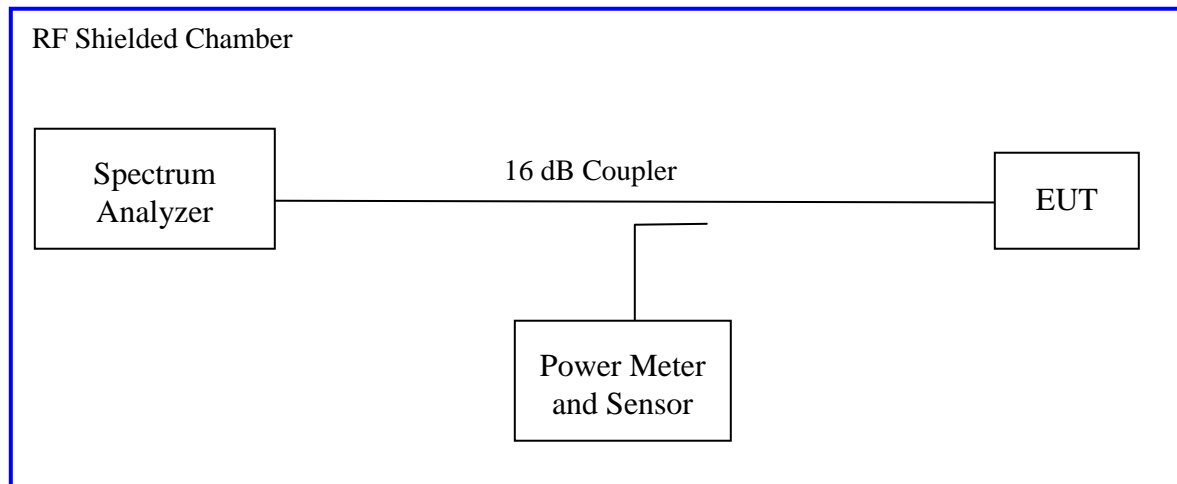 RF Shielded Chamber
Spectrum
Analyzer
16 dB Coupler
EUT
Power Meter
and Sensor